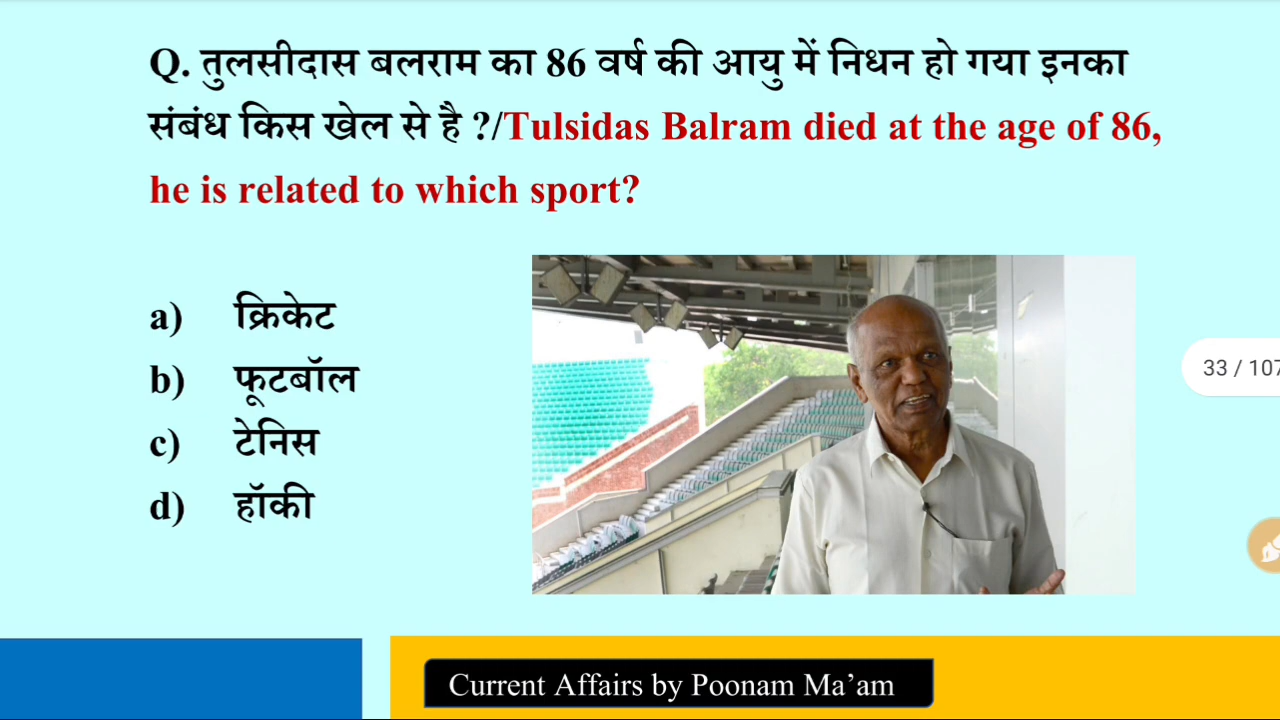 Q. तुलसीदास बलराम का 86 वर्ष की आयु में निधन हो गया इनका
संबंध किस खेल से है ?/Tulsidas Balram died at the age of 86,
he is related to which sport?
a) क्रिकेट
b) फूटबॉल
c) टेनिस
d) हॉकी
33 / 107
Current Affairs by Poonam Ma’am